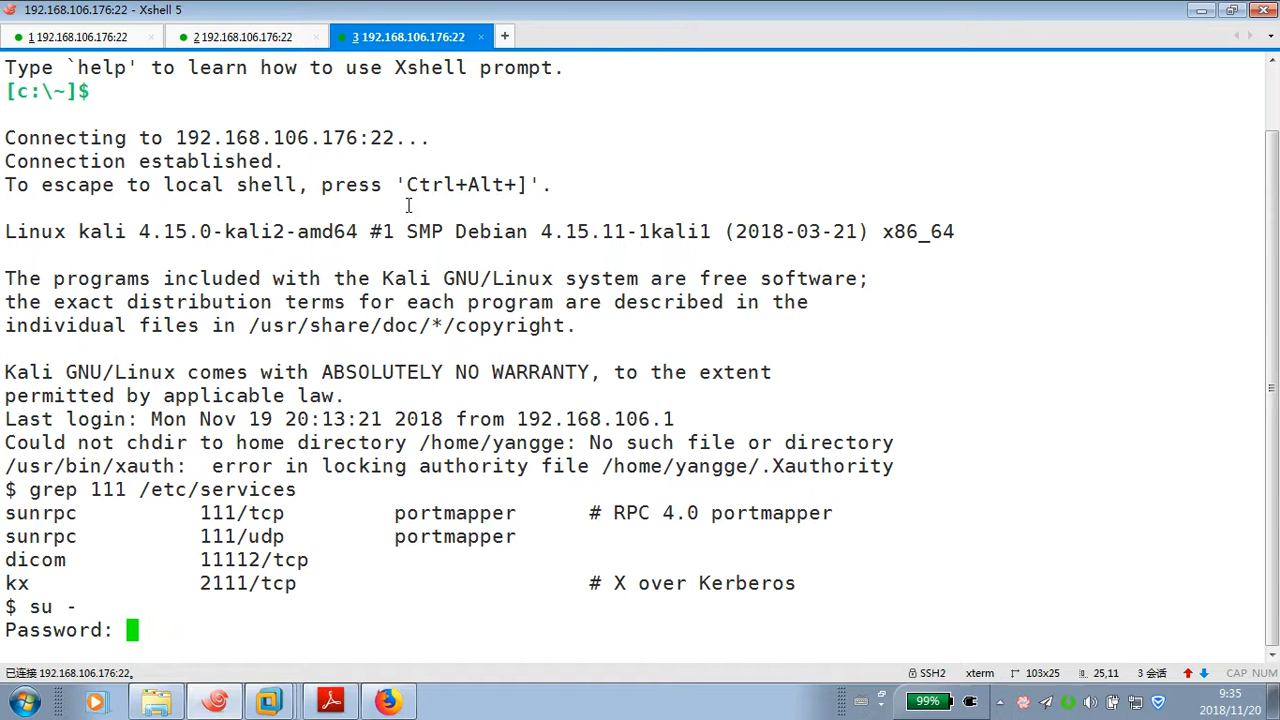 192.168.106.176:22 - Xshell 5
1 192.168.106.176:22 × 2 192.168.106.176:22 × 3 192.168.106.176:22 × +
Type `help' to learn how to use Xshell prompt.
[c:\~]$
Connecting to 192.168.106.176:22...
Connection established.
To escape to local shell, press 'Ctrl+Alt+]'.
Linux kali 4.15.0-kali2-amd64 #1 SMP Debian 4.15.11-1kali1 (2018-03-21) x86_64
The programs included with the Kali GNU/Linux system are free software;
the exact distribution terms for each program are described in the
individual files in /usr/share/doc/*/copyright.
Kali GNU/Linux comes with ABSOLUTELY NO WARRANTY, to the extent
permitted by applicable law.
Last login: Mon Nov 19 20:13:21 2018 from 192.168.106.1
Could not chdir to home directory /home/yangge: No such file or directory
/usr/bin/xauth:  error in locking authority file /home/yangge/.Xauthority
$ grep 111 /etc/services
sunrpc 111/tcp portmapper # RPC 4.0 portmapper
sunrpc 111/udp portmapper
dicom 11112/tcp
kx 2111/tcp # X over Kerberos
$ su -
Password:
已连接 192.168.106.176:22。 SSH2 xterm 103x25 25,11 3 会话 CAP NUM
99% 9:35
2018/11/20